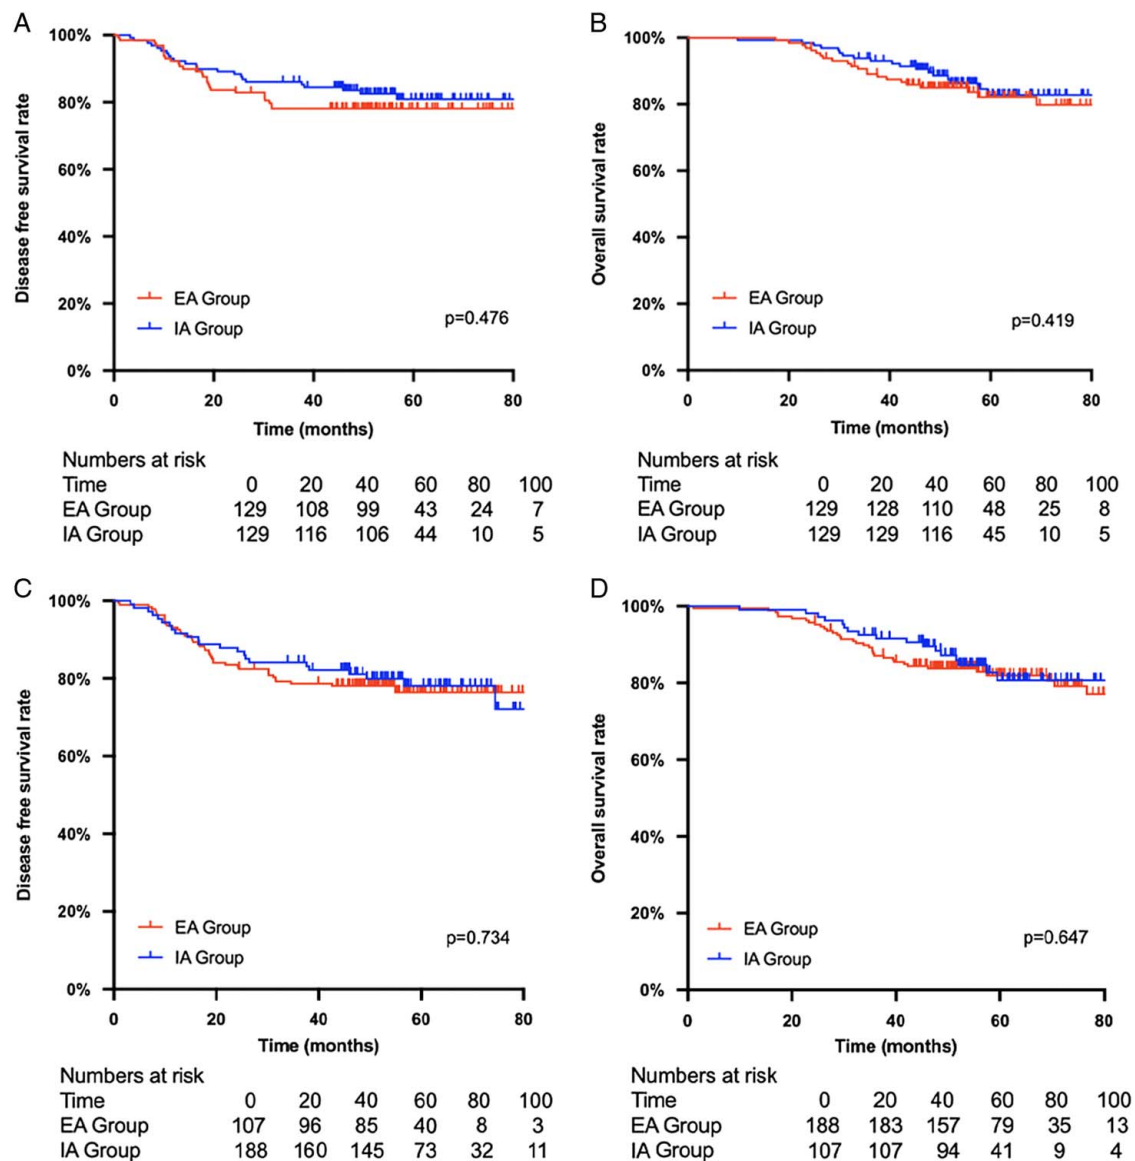 A
Disease free survival rate
100%
80%
60%
40%
20%
0%
EA Group
IA Group
p=0.476
0 20 40 60 80
Time (months)
Numbers at risk
Time 0 20 40 60 80 100
EA Group 129 108 99 43 24 7
IA Group 129 116 106 44 10 5
B
Overall survival rate
100%
80%
60%
40%
20%
0%
EA Group
IA Group
p=0.419
0 20 40 60 80
Time (months)
Numbers at risk
Time 0 20 40 60 80 100
EA Group 129 128 110 48 25 8
IA Group 129 129 116 45 10 5
C
Disease free survival rate
100%
80%
60%
40%
20%
0%
EA Group
IA Group
p=0.734
0 20 40 60 80
Time (months)
Numbers at risk
Time 0 20 40 60 80 100
EA Group 107 96 85 40 8 3
IA Group 188 160 145 73 32 11
D
Overall survival rate
100%
80%
60%
40%
20%
0%
EA Group
IA Group
p=0.647
0 20 40 60 80
Time (months)
Numbers at risk
Time 0 20 40 60 80 100
EA Group 188 183 157 79 35 13
IA Group 107 107 94 41 9 4